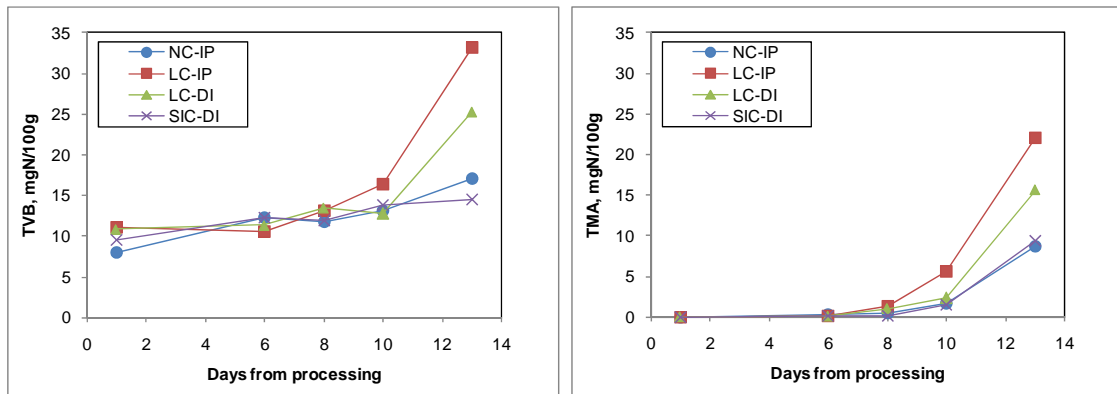 35
30
25
20
15
10
5
0
TVB, mgN/100g
NC-IP
LC-IP
LC-DI
SIC-DI
0 2 4 6 8 10 12 14
Days from processing
35
30
25
20
15
10
5
0
TMA, mgN/100g
NC-IP
LC-IP
LC-DI
SIC-DI
0 2 4 6 8 10 12 14
Days from processing